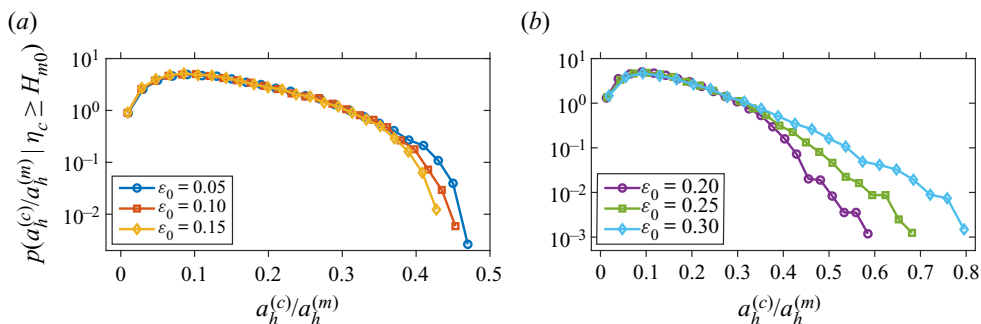 (a)
(b)
p(a_h^(c)/a_h^(m) | η_c ≥ H_m0)
10^1
10^0
10^−1
10^−2
ε_0 = 0.05
ε_0 = 0.10
ε_0 = 0.15
0 0.1 0.2 0.3 0.4 0.5
a_h^(c)/a_h^(m)
10^1
10^0
10^−1
10^−2
10^−3
ε_0 = 0.20
ε_0 = 0.25
ε_0 = 0.30
0 0.1 0.2 0.3 0.4 0.5 0.6 0.7 0.8
a_h^(c)/a_h^(m)